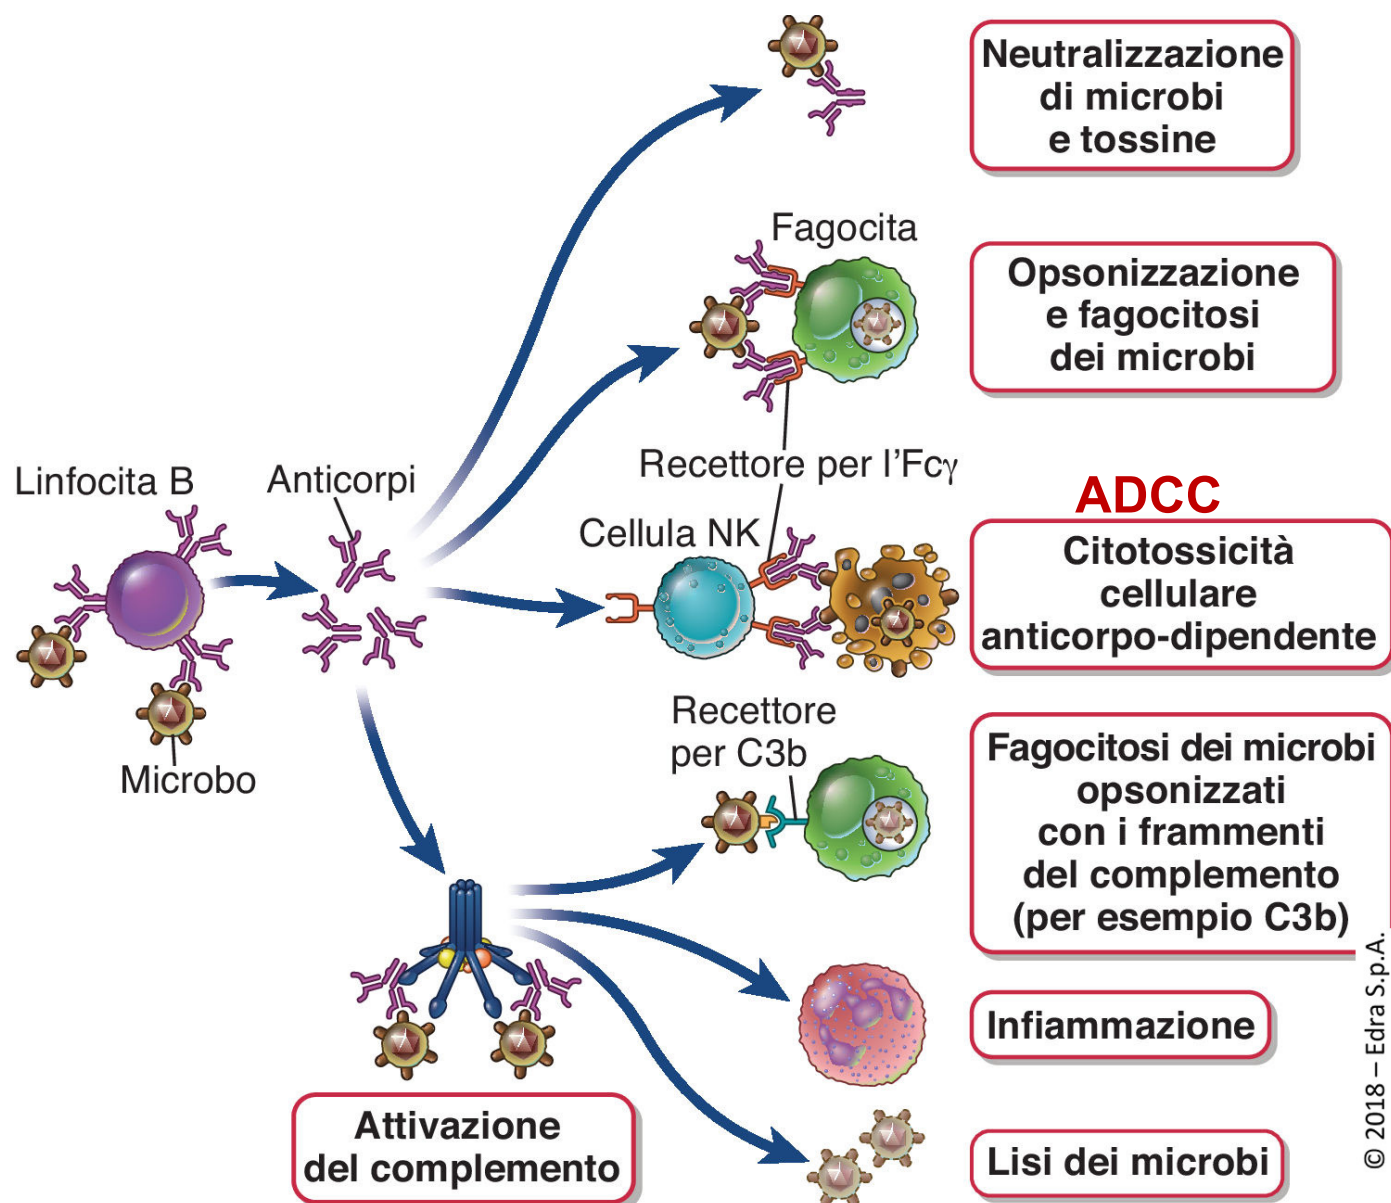 Neutralizzazione
di microbi
e tossine
Fagocita
Opsonizzazione
e fagocitosi
dei microbi
Recettore per l'Fcγ
Linfocita B
Anticorpi
ADCC
Cellula NK
Citotossicità
cellulare
anticorpo-dipendente
Microbo
Recettore
per C3b
Fagocitosi dei microbi
opsonizzati
con i frammenti
del complemento
(per esempio C3b)
Infiammazione
Attivazione
del complemento
Lisi dei microbi
© 2018 – Edra S.p.A.